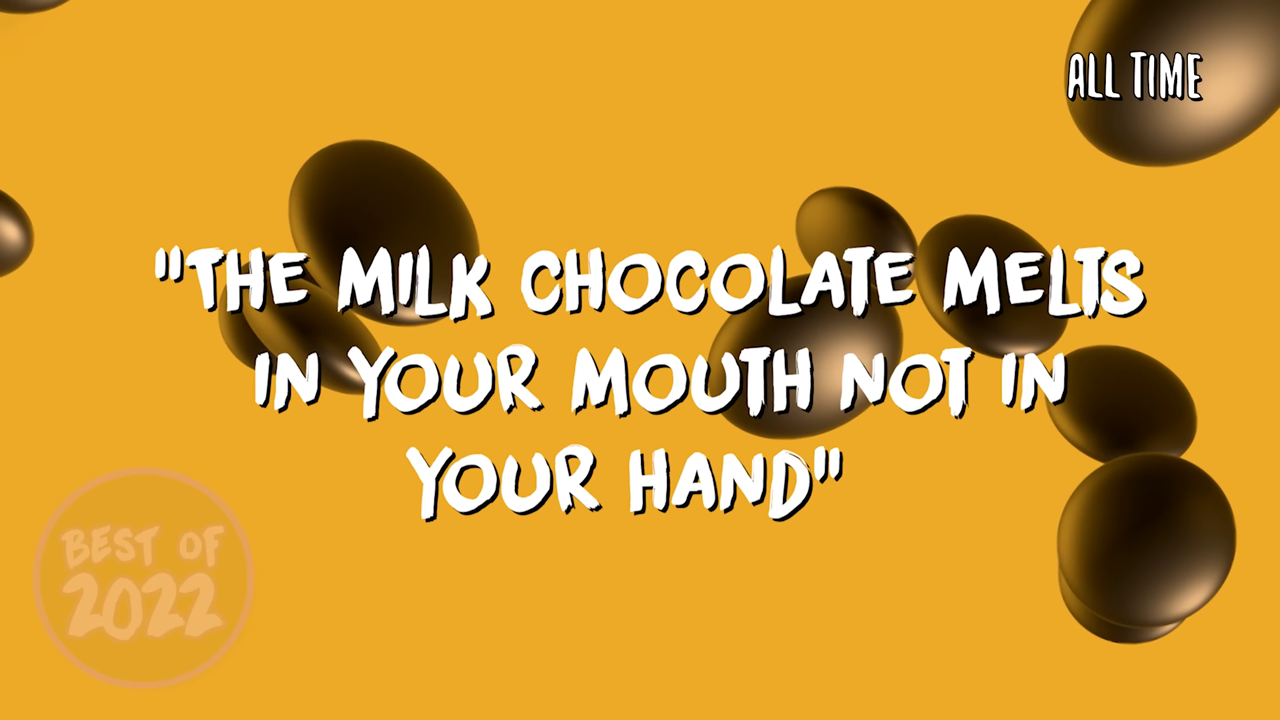 ALL TIME
"THE MILK CHOCOLATE MELTS
IN YOUR MOUTH NOT IN
YOUR HAND"
BEST OF
2022